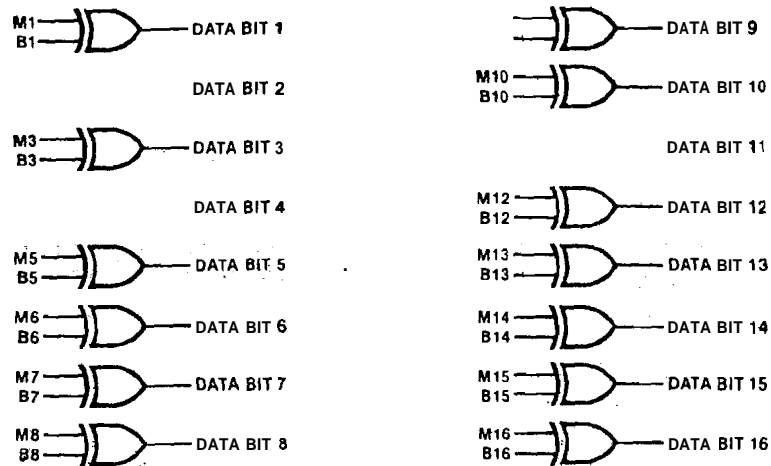 M1
B1
DATA BIT 1
DATA BIT 2
M3
B3
DATA BIT 3
DATA BIT 4
M5
B5
DATA BIT 5
M6
B6
DATA BIT 6
M7
B7
DATA BIT 7
M8
B8
DATA BIT 8
DATA BIT 9
M10
B10
DATA BIT 10
DATA BIT 11
M12
B12
DATA BIT 12
M13
B13
DATA BIT 13
M14
B14
DATA BIT 14
M15
B15
DATA BIT 15
M16
B16
DATA BIT 16